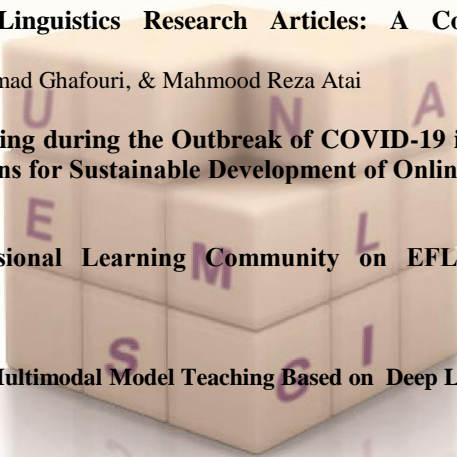 Linguistics Research Articles: A Co
mad Ghafouri, & Mahmood Reza Atai
U N A
ing during the Outbreak of COVID-19 i
ns for Sustainable Development of Onlin
E M L
sional Learning Community on EFL
S G I
Multimodal Model Teaching Based on Deep L